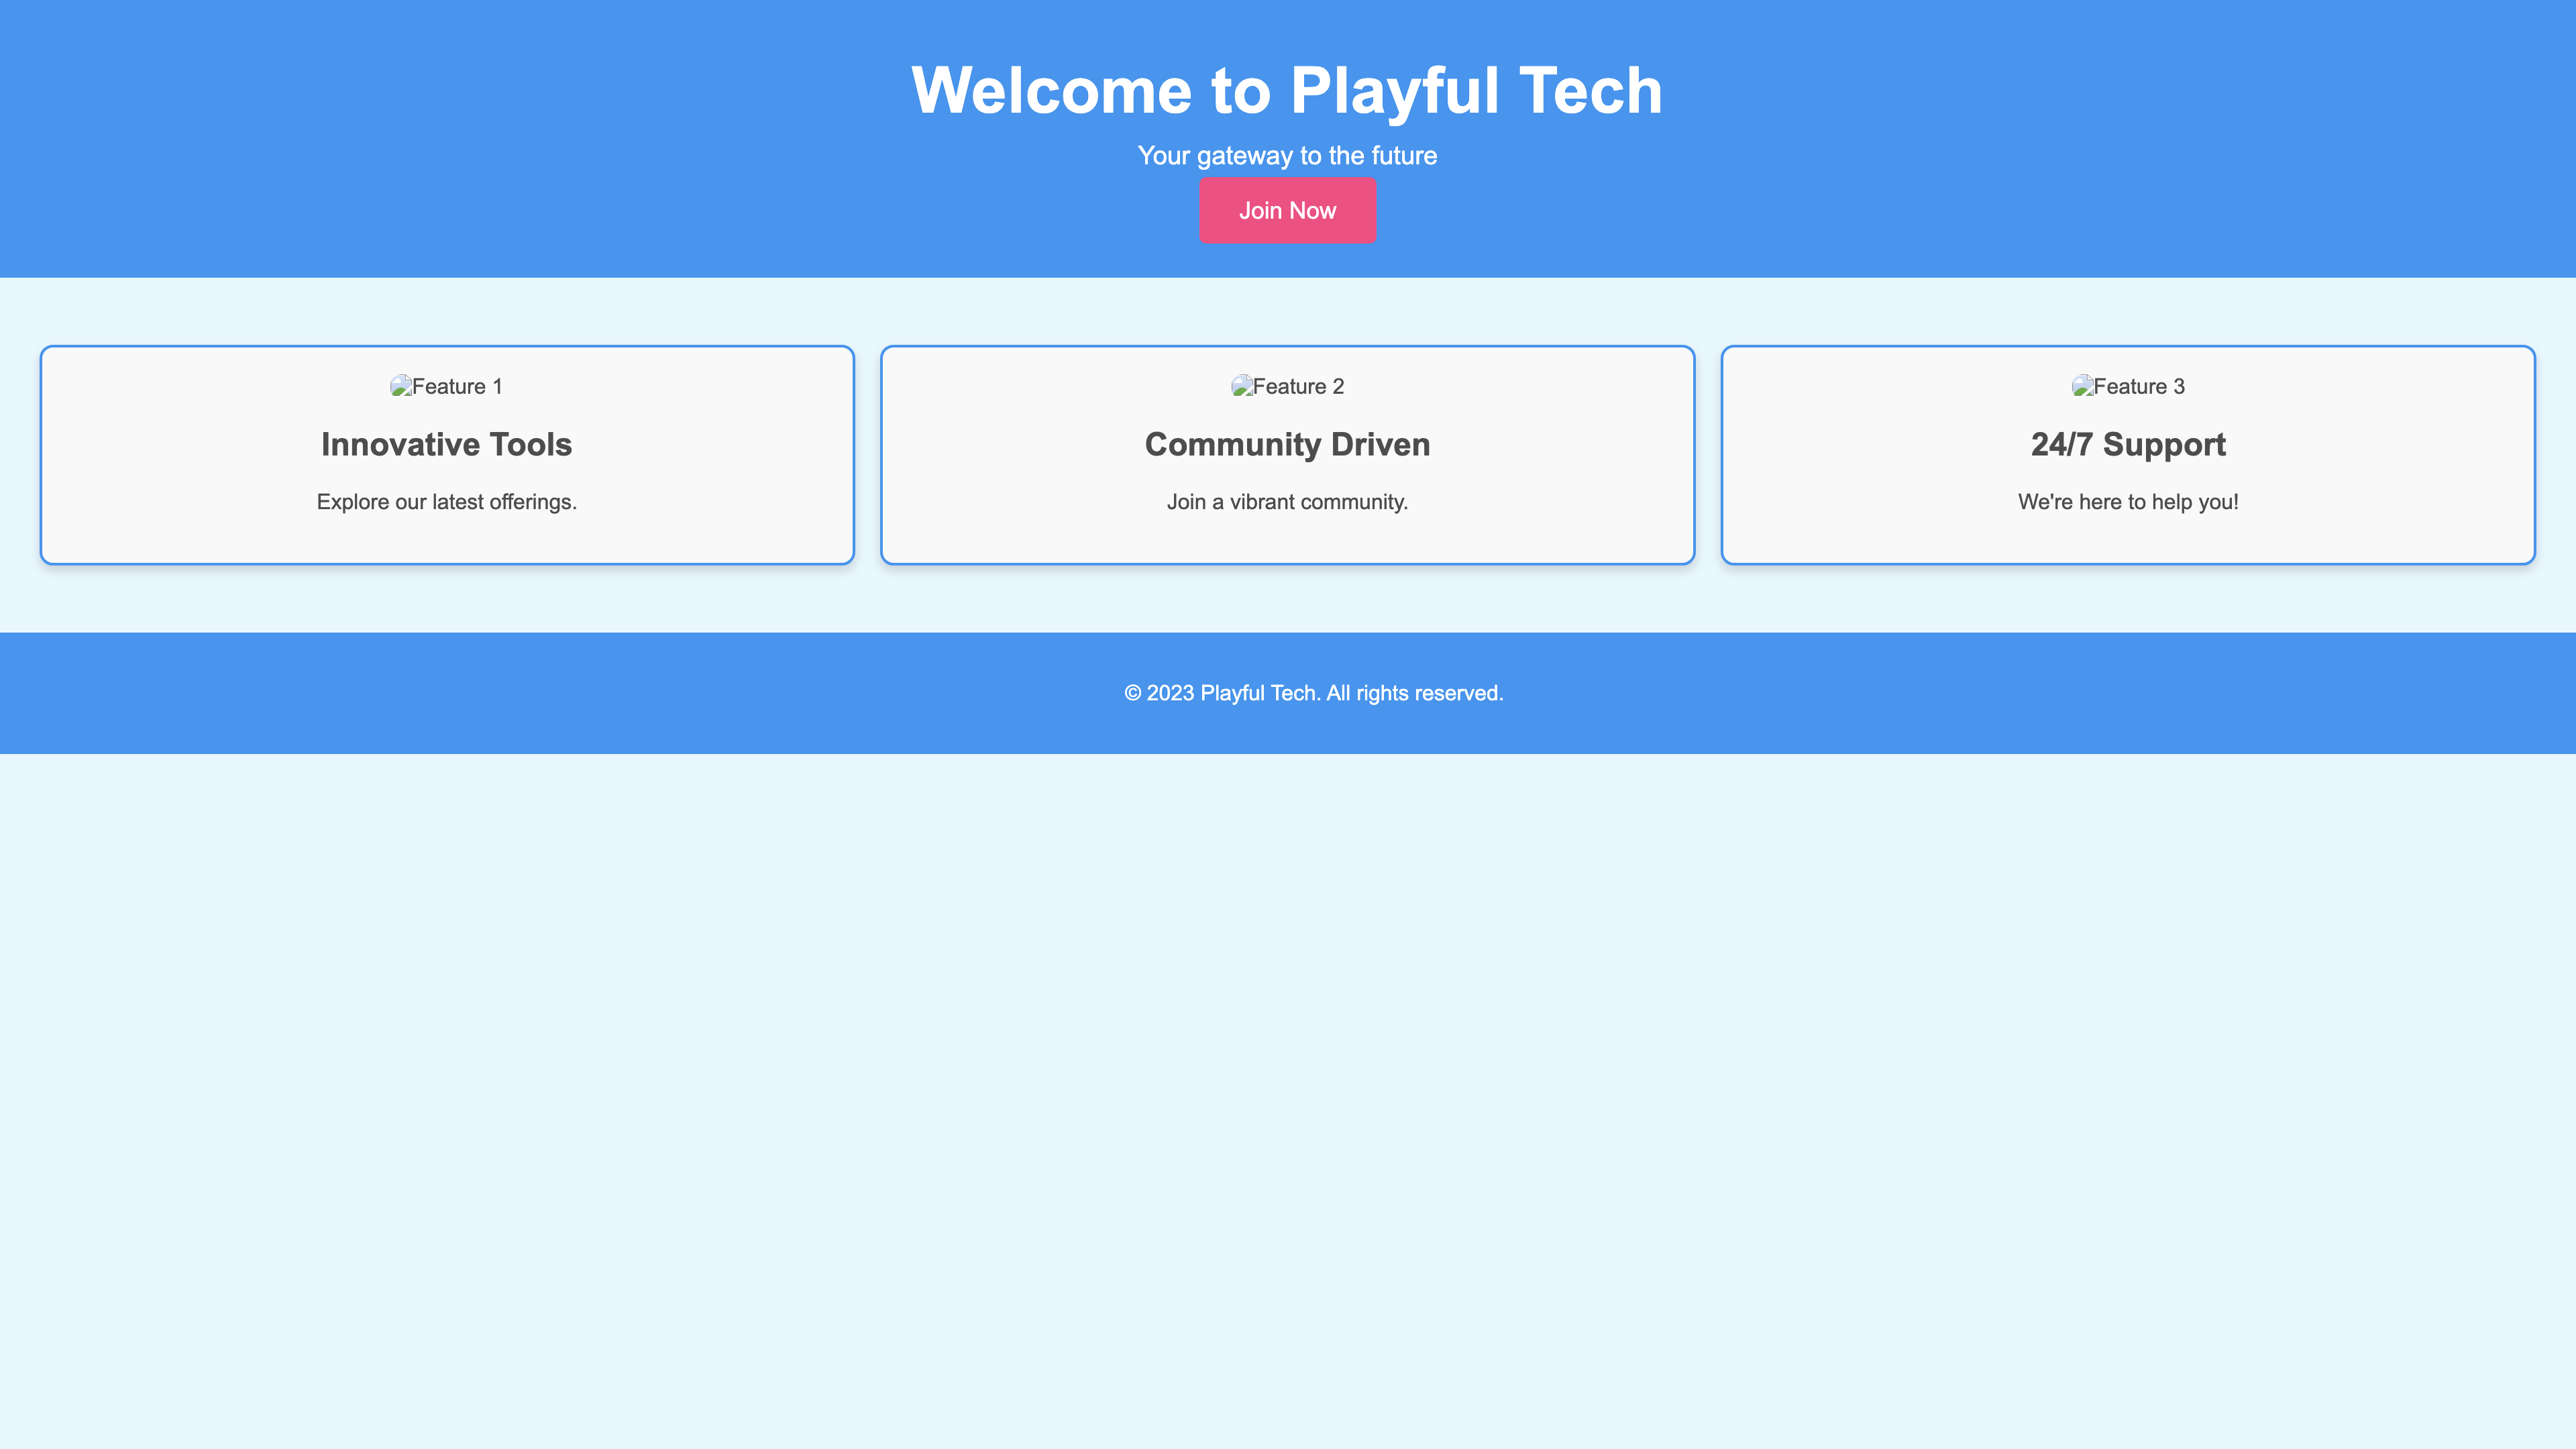 Welcome to Playful Tech
Your gateway to the future
Join Now
Feature 1
Innovative Tools
Explore our latest offerings.
Feature 2
Community Driven
Join a vibrant community.
Feature 3
24/7 Support
We're here to help you!
© 2023 Playful Tech. All rights reserved.